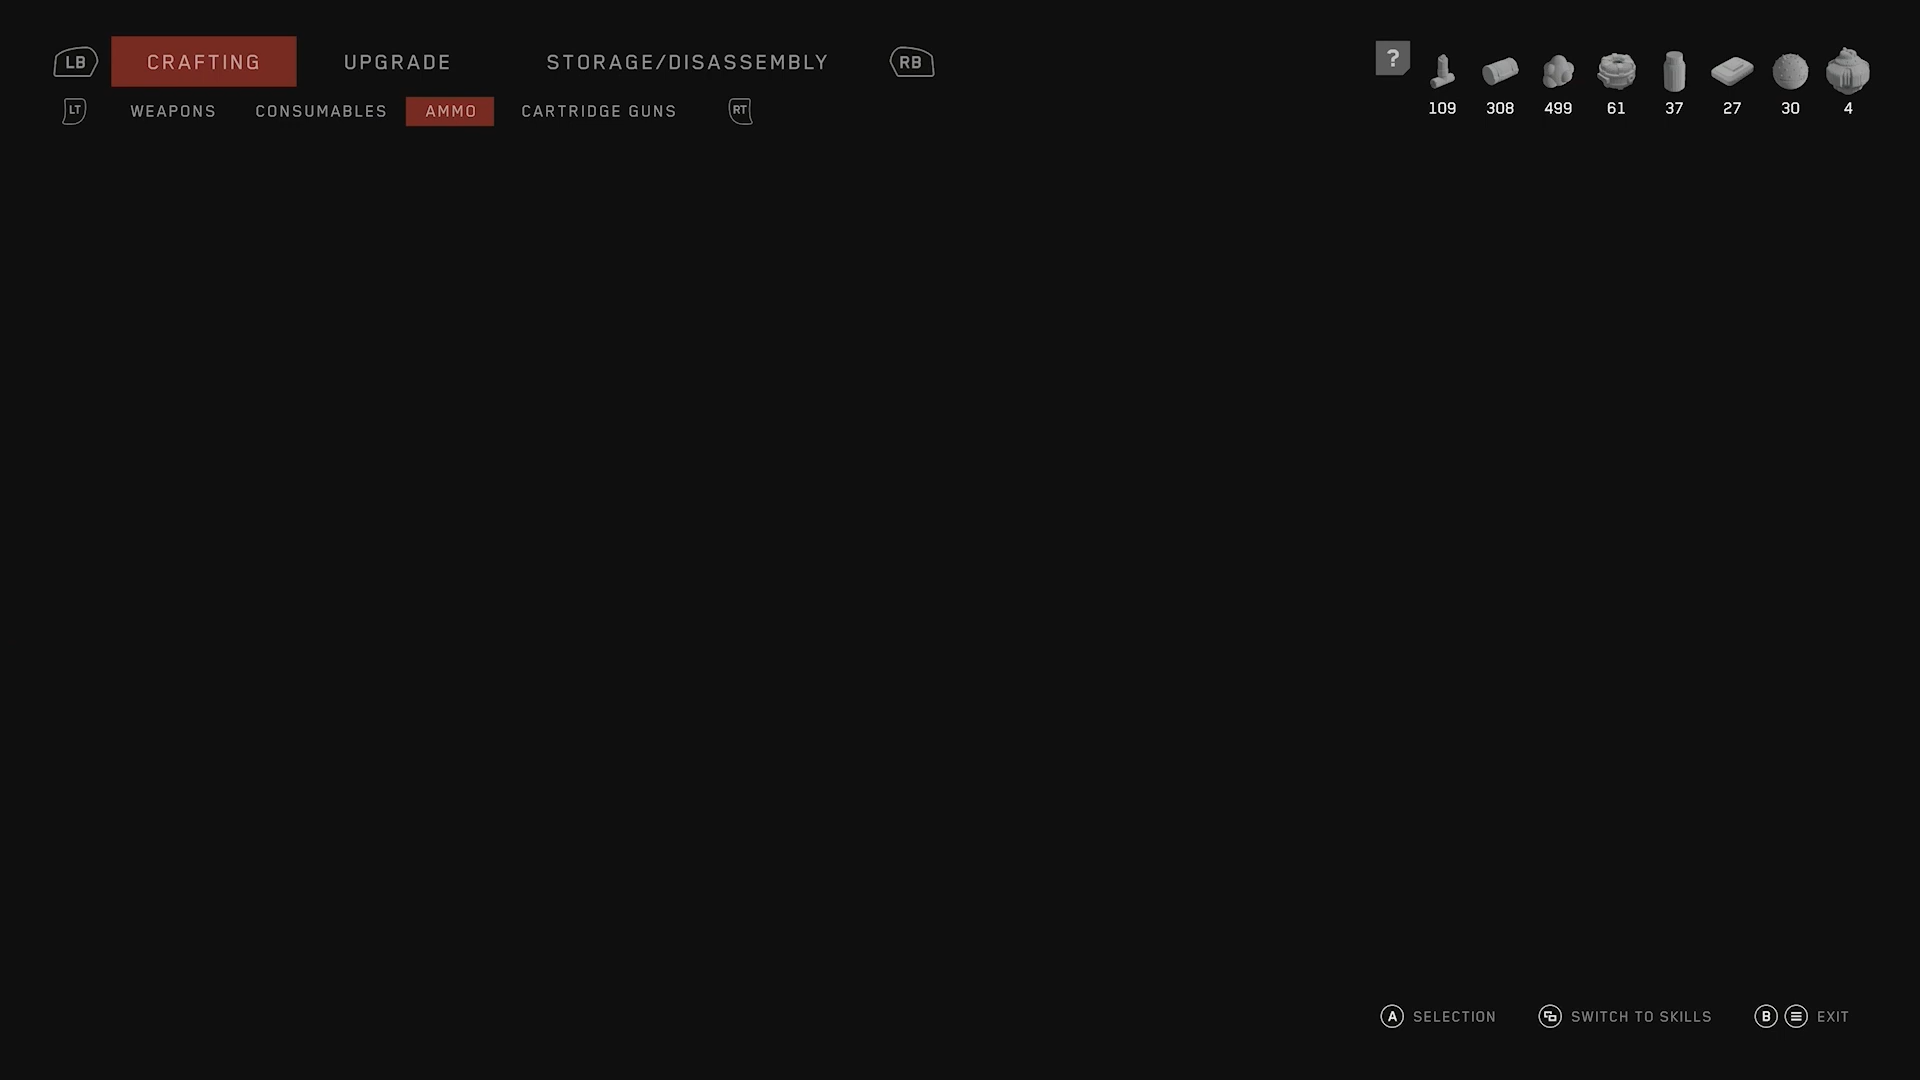 LB CRAFTING UPGRADE STORAGE/DISASSEMBLY RB ?
LT WEAPONS CONSUMABLES AMMO CARTRIDGE GUNS RT
109 308 499 61 37 27 30 4
A SELECTION SWITCH TO SKILLS B EXIT